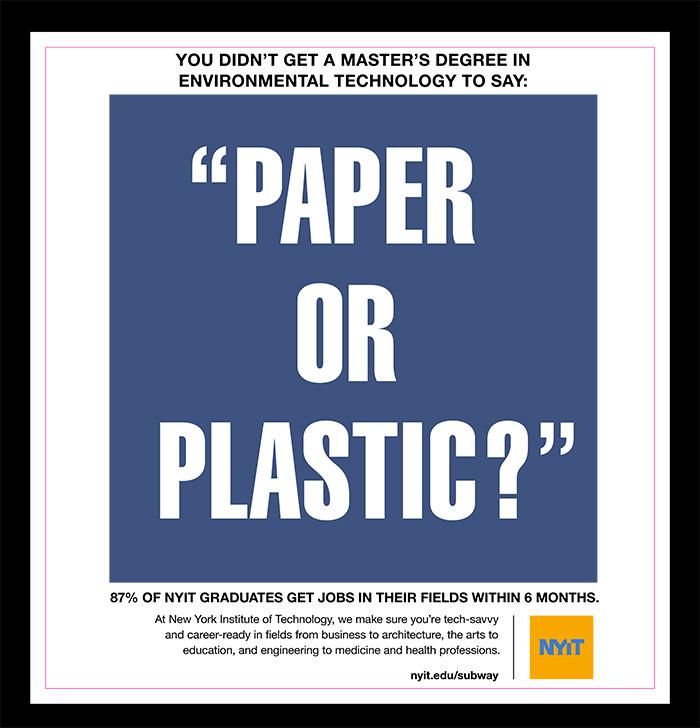 YOU DIDN'T GET A MASTER'S DEGREE IN
ENVIRONMENTAL TECHNOLOGY TO SAY:
“PAPER
OR
PLASTIC?”
87% OF NYIT GRADUATES GET JOBS IN THEIR FIELDS WITHIN 6 MONTHS.
At New York Institute of Technology, we make sure you're tech-savvy
and career-ready in fields from business to architecture, the arts to
education, and engineering to medicine and health professions.
nyit.edu/subway
NYiT